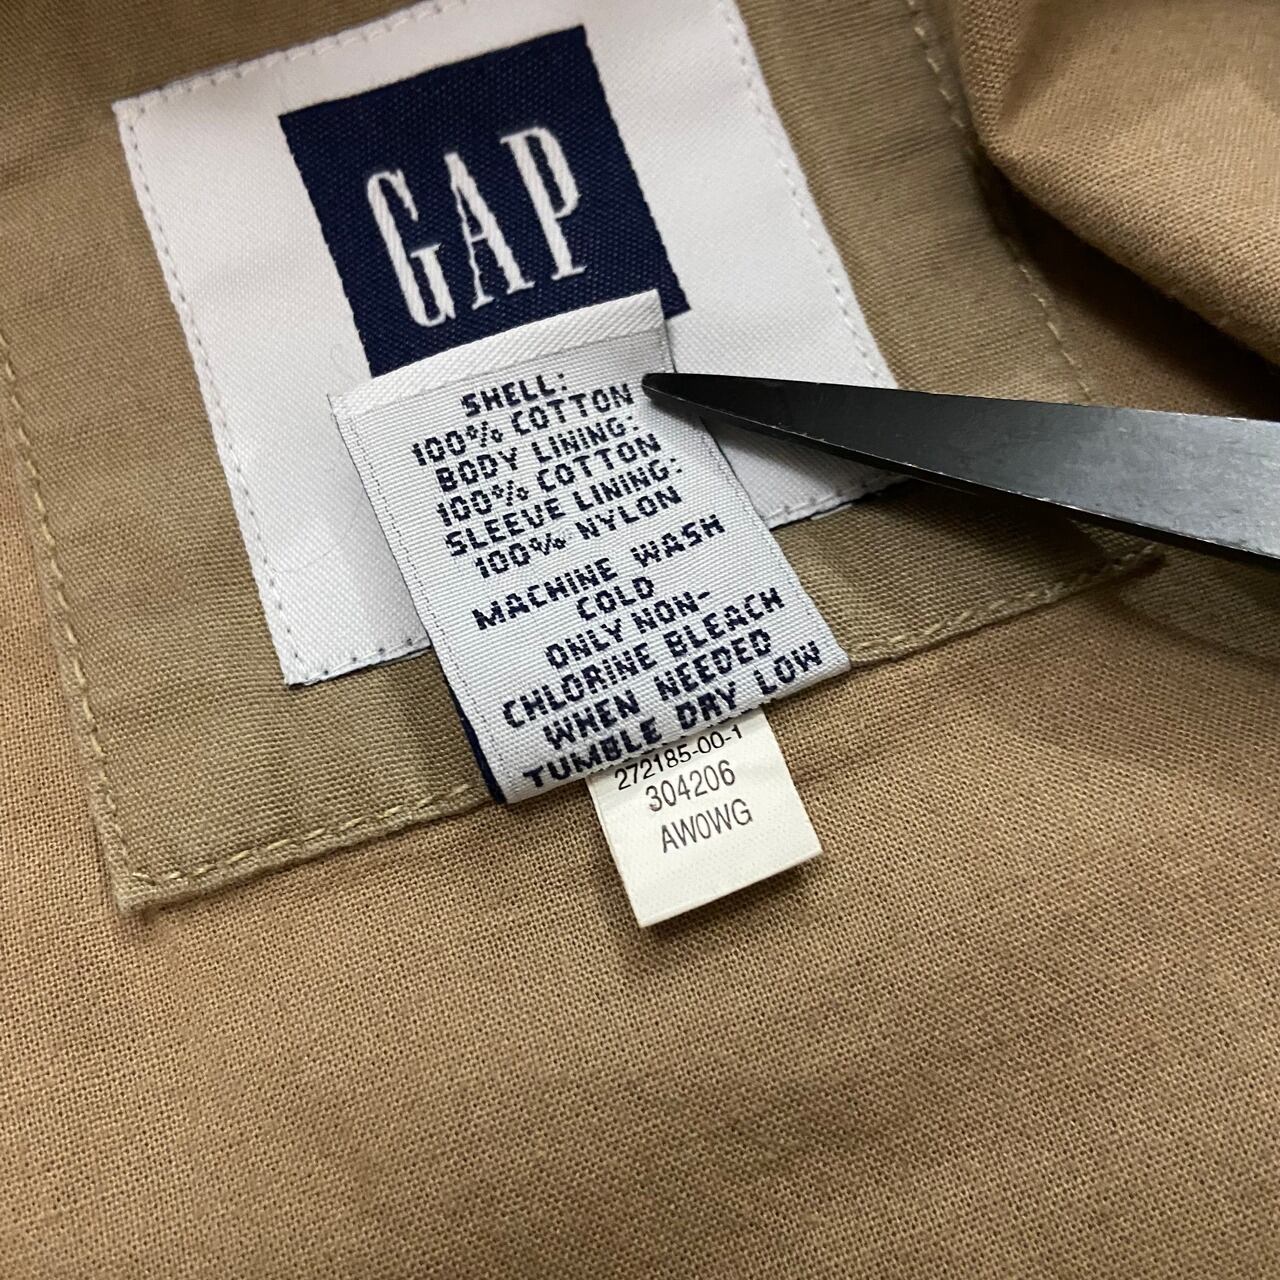 GAP
SHELL:
100% COTTON
BODY LINING:
100% COTTON
SLEEVE LINING:
100% NYLON
MACHINE WASH
COLD
ONLY NON-
CHLORINE BLEACH
WHEN NEEDED
TUMBLE DRY LOW
272185-00-1
304206
AW0WG